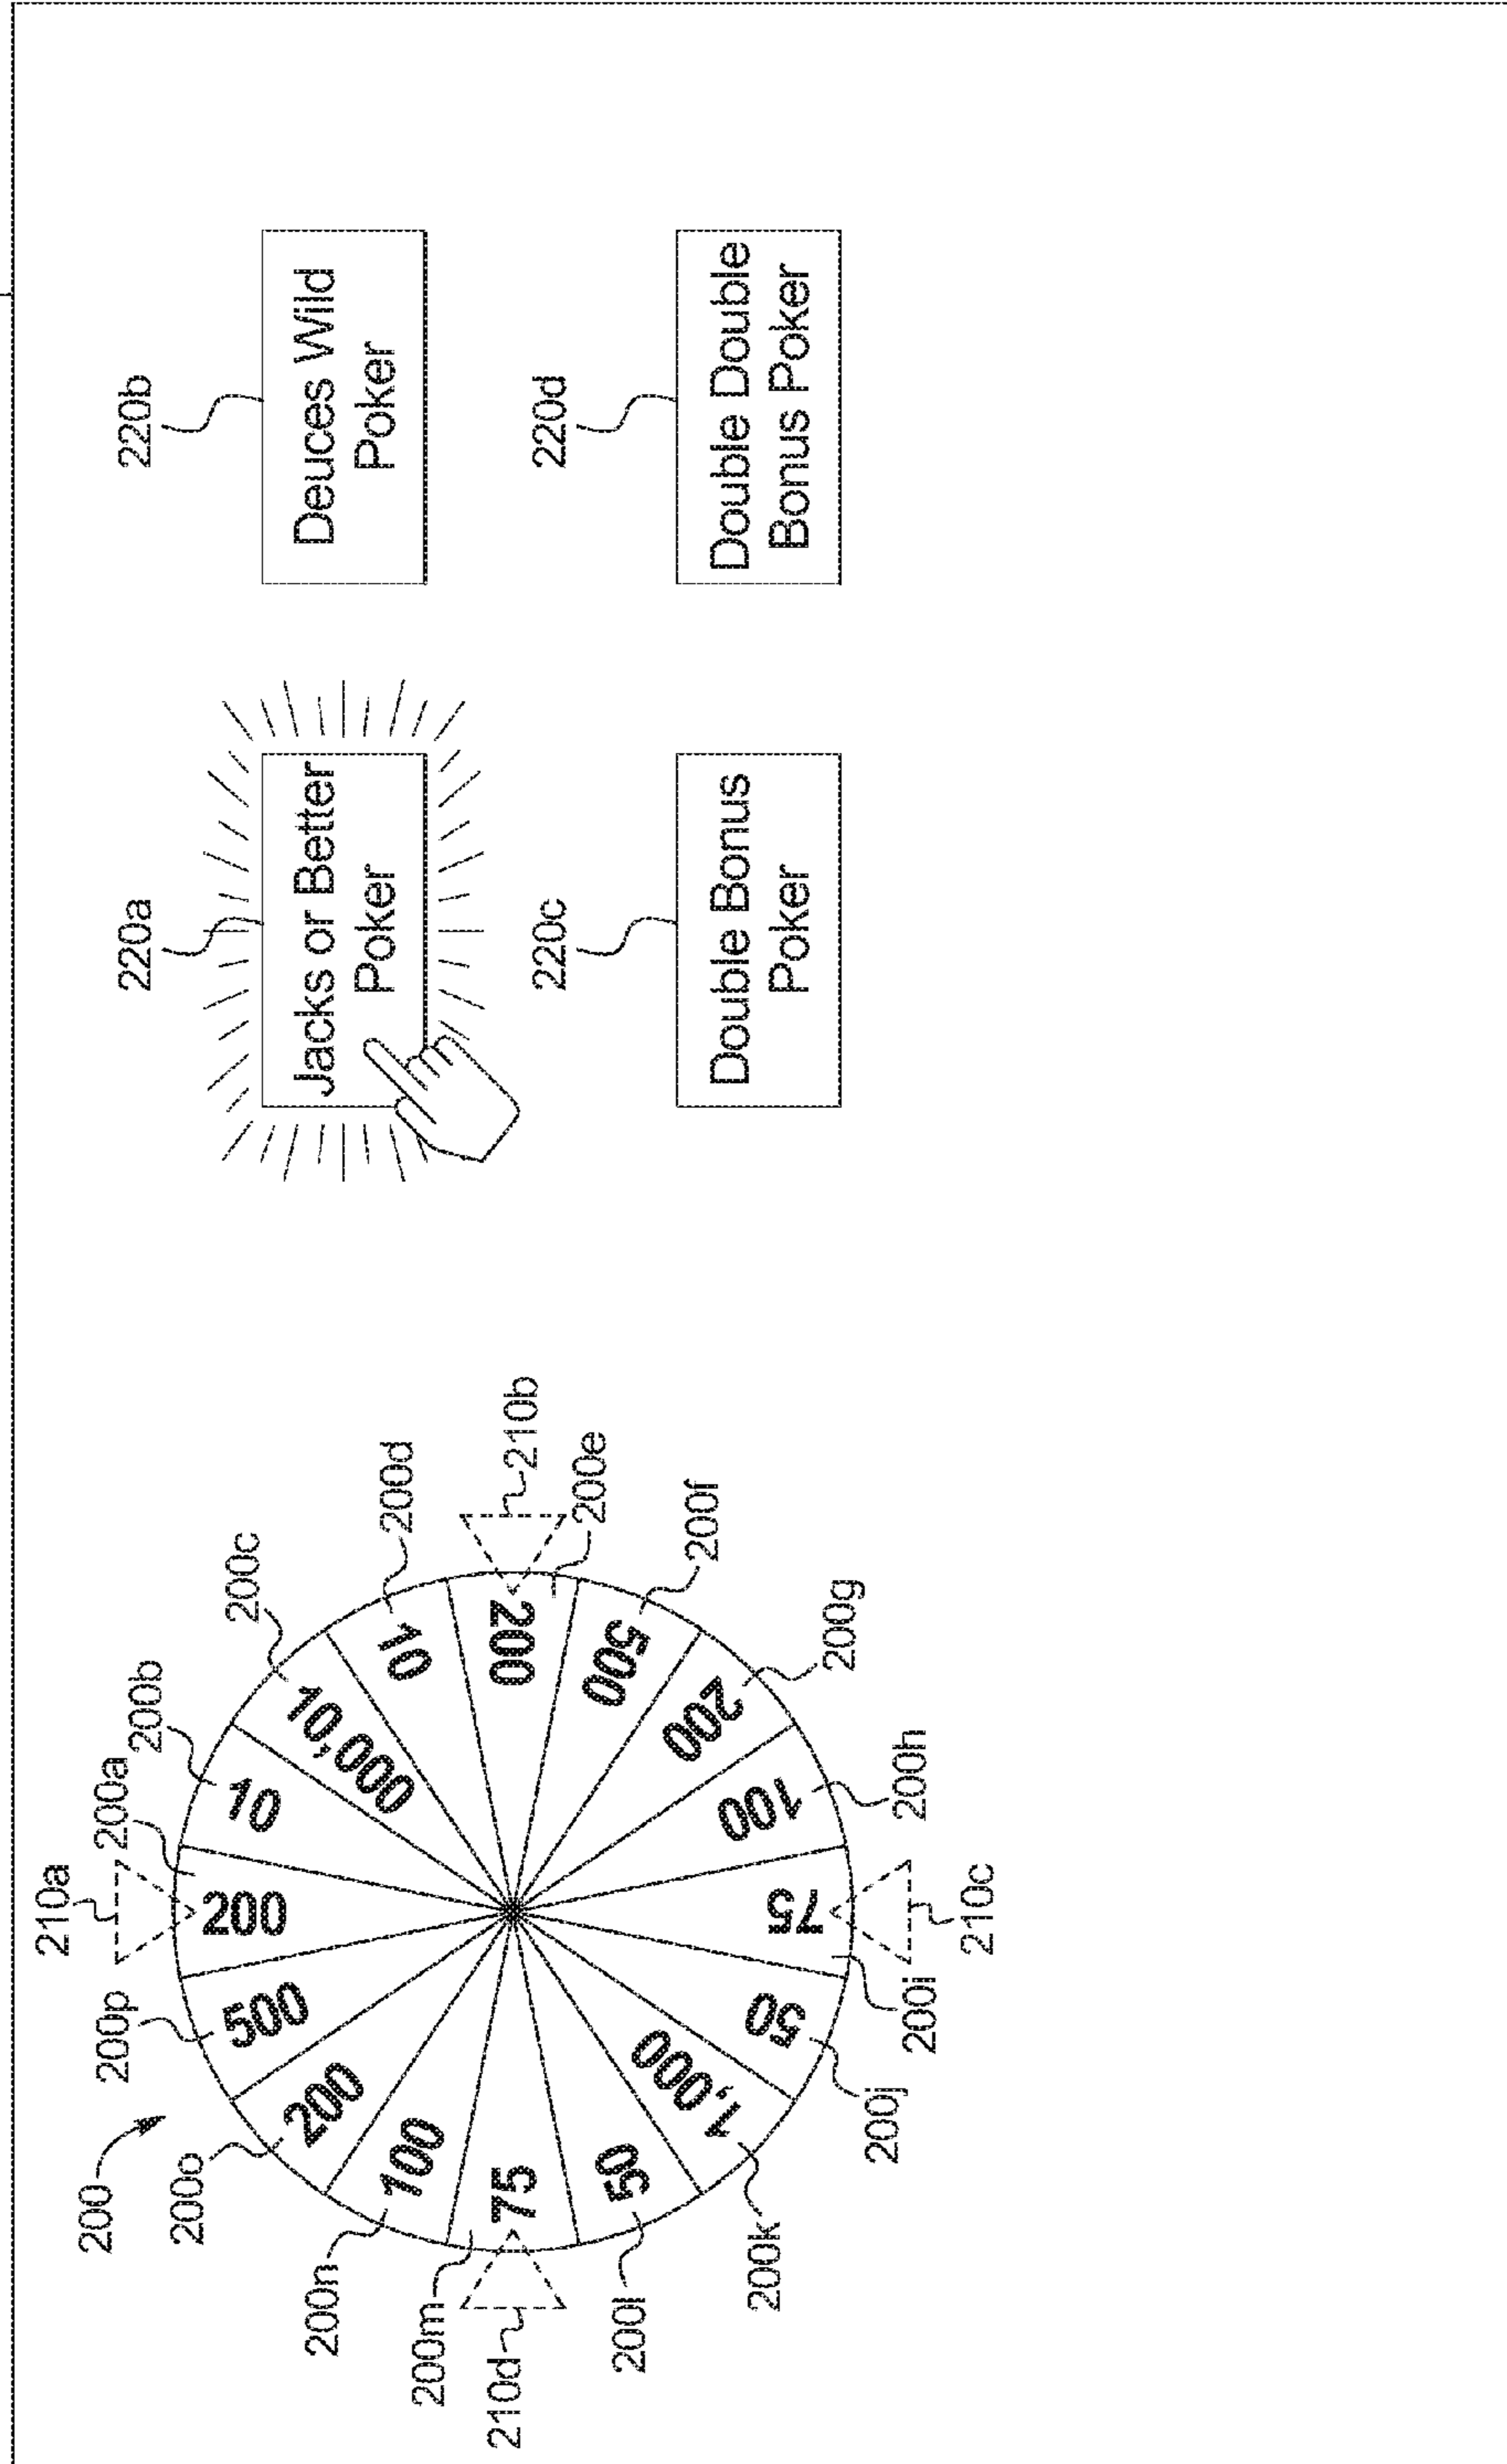 200
210a
200p
200a
200b
200o
200c
200n
200d
200m
210d
210b
200e
200l
200f
200k
200g
200j
200h
200i
210c
200
10
10,000
10
200
500
200
100
75
50
1,000
50
75
100
200
500
220a
Jacks or Better
Poker
220b
Deuces Wild
Poker
220c
Double Bonus
Poker
220d
Double Double
Bonus Poker